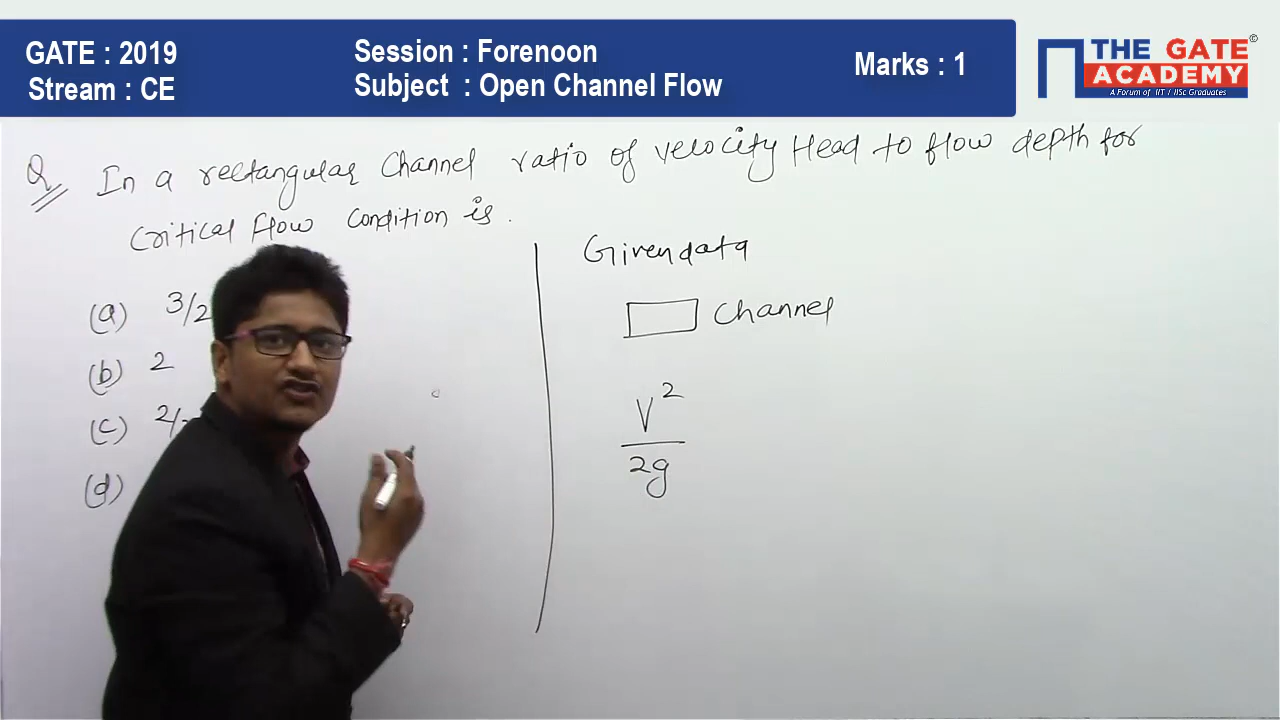 GATE : 2019
Stream : CE
Session : Forenoon
Subject : Open Channel Flow
Marks : 1
THE GATE
ACADEMY
A Forum of IIT / IISc Graduates
©
Q In a rectangular Channel ratio of velocity Head to flow depth for
Critical Flow Condition is.
(a) 3/2
(b) 2
(c) 2/
(d)
Given data
Channel
V²
2g